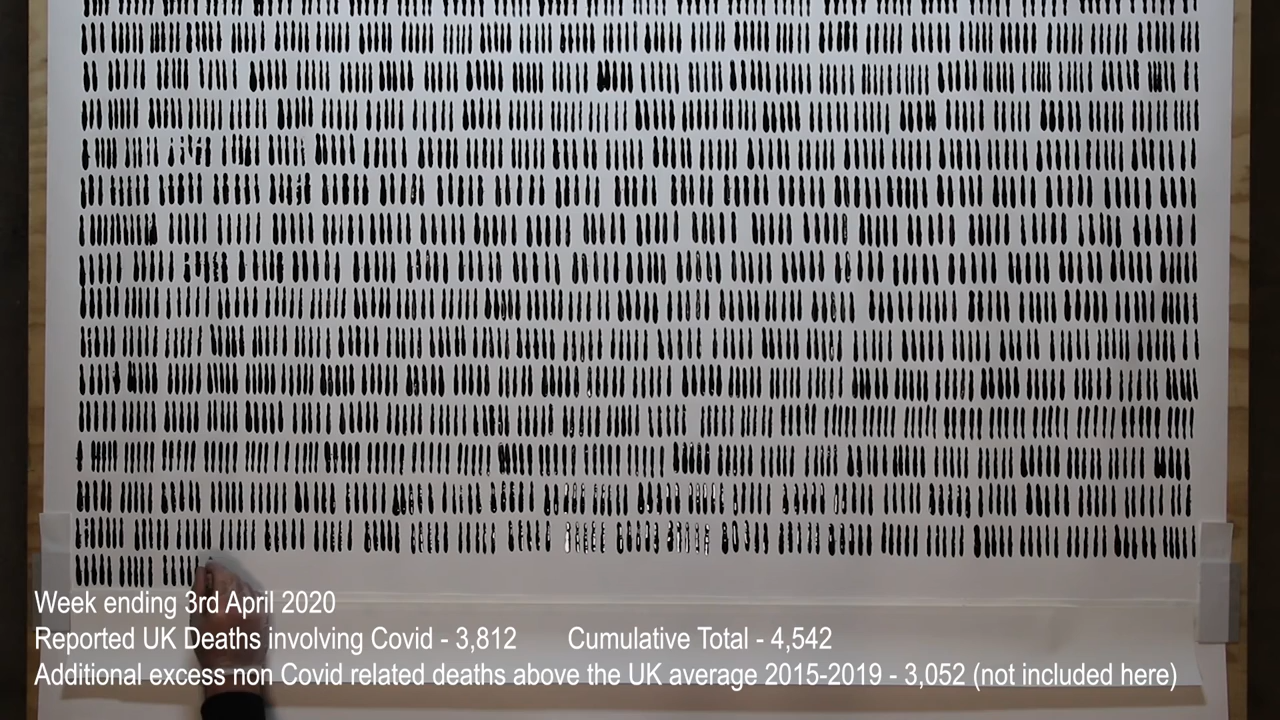 Week ending 3rd April 2020
Reported UK Deaths involving Covid - 3,812 Cumulative Total - 4,542
Additional excess non Covid related deaths above the UK average 2015-2019 - 3,052 (not included here)